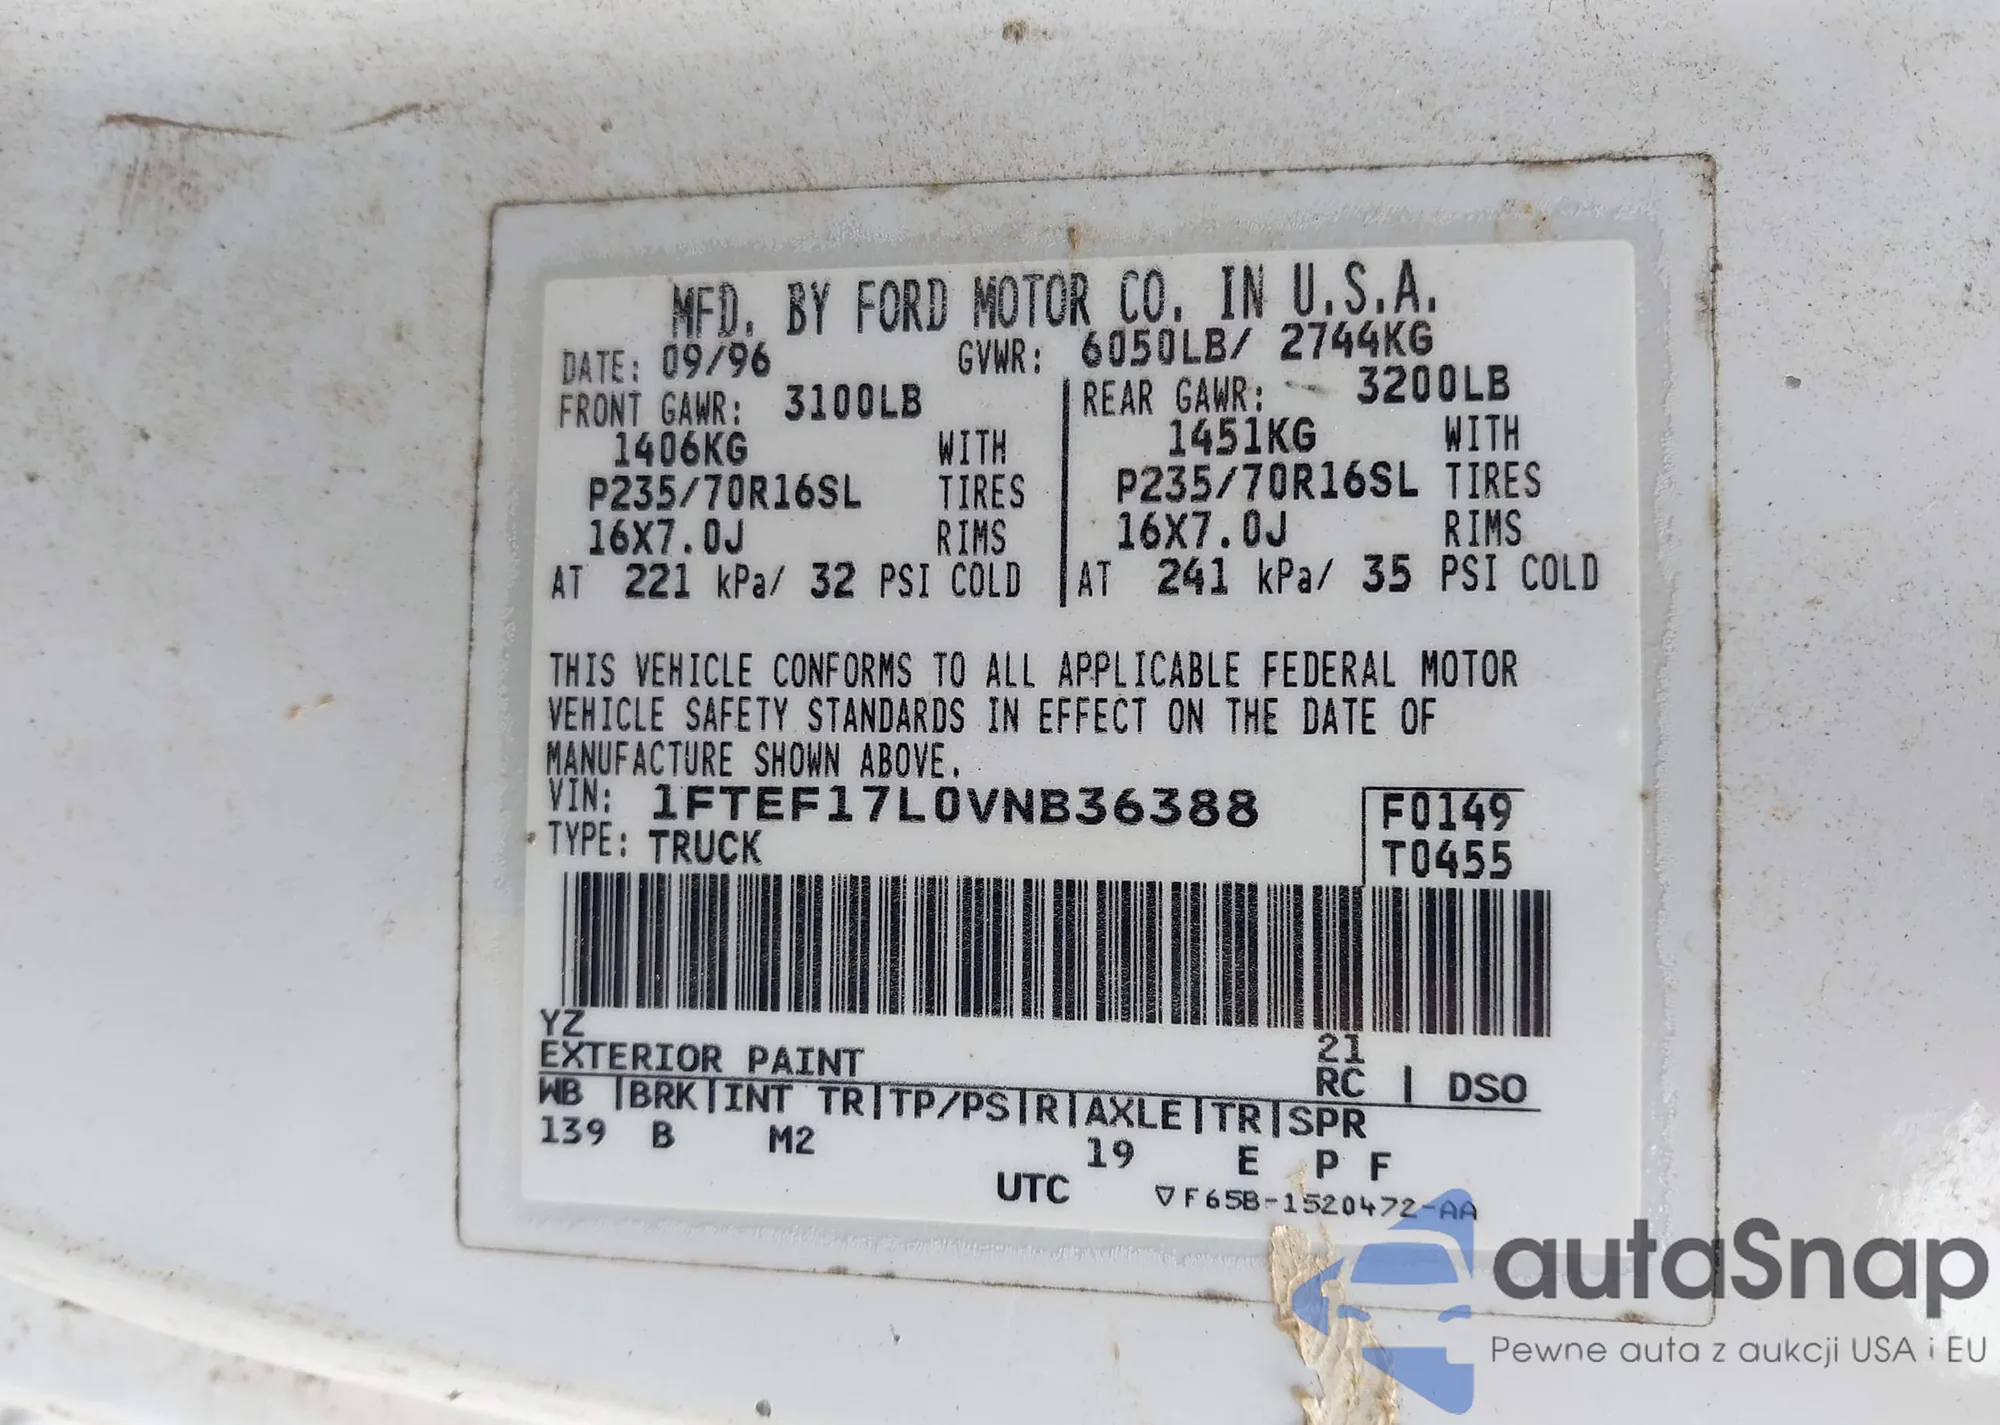 MFD. BY FORD MOTOR CO. IN U.S.A.
DATE: 09/96 GVWR: 6050LB/ 2744KG
FRONT GAWR: 3100LB REAR GAWR: 3200LB
1406KG WITH 1451KG WITH
P235/70R16SL TIRES P235/70R16SL TIRES
16X7.0J RIMS 16X7.0J RIMS
AT 221 kPa/ 32 PSI COLD AT 241 kPa/ 35 PSI COLD
THIS VEHICLE CONFORMS TO ALL APPLICABLE FEDERAL MOTOR
VEHICLE SAFETY STANDARDS IN EFFECT ON THE DATE OF
MANUFACTURE SHOWN ABOVE.
VIN: 1FTEF17L0VNB36388 F0149
TYPE: TRUCK T0455
YZ 21
EXTERIOR PAINT RC | DSO
WB |BRK|INT TR|TP/PS|R|AXLE|TR|SPR
139 B M2 19 E P F
UTC ▽F65B-1520472-AA
autaSnap
Pewne auta z aukcji USA i EU